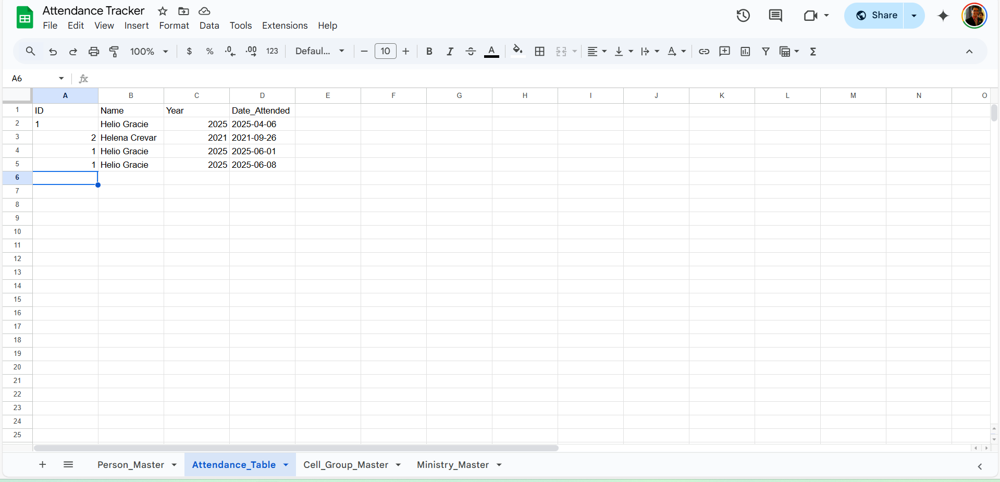 Attendance Tracker
File Edit View Insert Format Data Tools Extensions Help
Share
100% $ % .0 .00 123 Defaul... 10 B I A
A6 fx
A B C D E F G H I J K L M N O
1 ID Name Year Date_Attended
2 1 Helio Gracie 2025 2025-04-06
3 2 Helena Crevar 2021 2021-09-26
4 1 Helio Gracie 2025 2025-06-01
5 1 Helio Gracie 2025 2025-06-08
6
7
8
9
10
11
12
13
14
15
16
17
18
19
20
21
22
23
24
25
Person_Master Attendance_Table Cell_Group_Master Ministry_Master